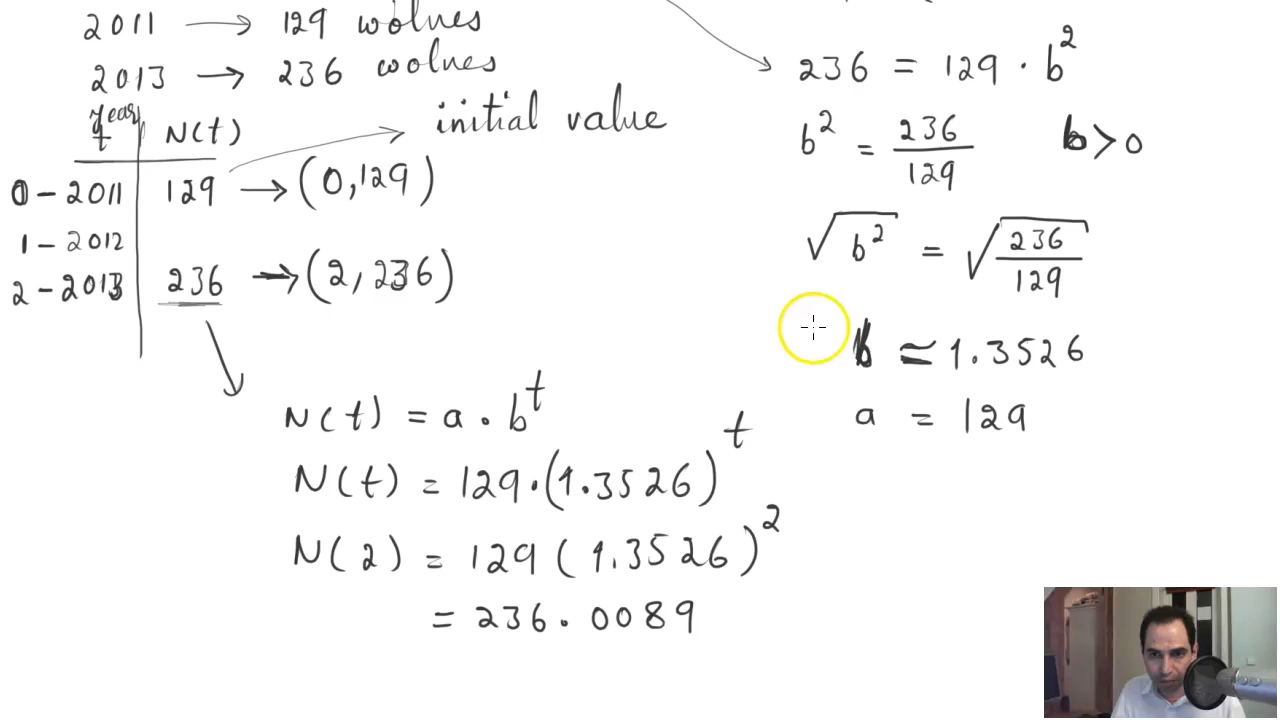 2011 → 129 wolves
2013 → 236 wolves
year
t N(t)
initial value
0 - 2011 129 → (0, 129)
1 - 2012
2 - 2013 236 → (2, 236)
N(t) = a · b^t
N(t) = 129 · (1.3526)^t
N(2) = 129 (1.3526)^2
= 236.0089
236 = 129 · b^2
b^2 = 236/129 b > 0
√b^2 = √236/129
b ≃ 1.3526
a = 129